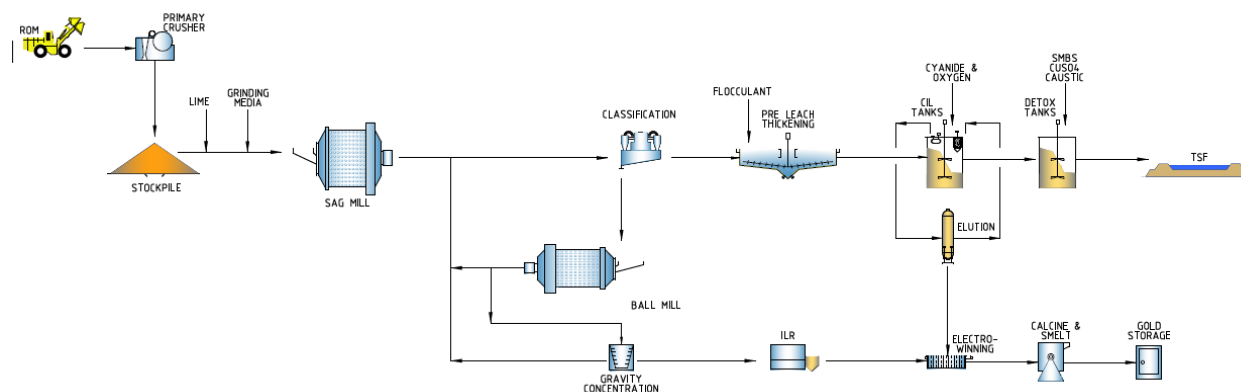 ROM
PRIMARY
CRUSHER
LIME
GRINDING
MEDIA
STOCKPILE
SAG MILL
CLASSIFICATION
BALL MILL
GRAVITY
CONCENTRATION
FLOCCULANT
PRE LEACH
THICKENING
ILR
CYANIDE &
OXYGEN
CIL
TANKS
ELUTION
ELECTRO-
WINNING
SMBS
CUSO4
CAUSTIC
DETOX
TANKS
TSF
CALCINE &
SMELT
GOLD
STORAGE